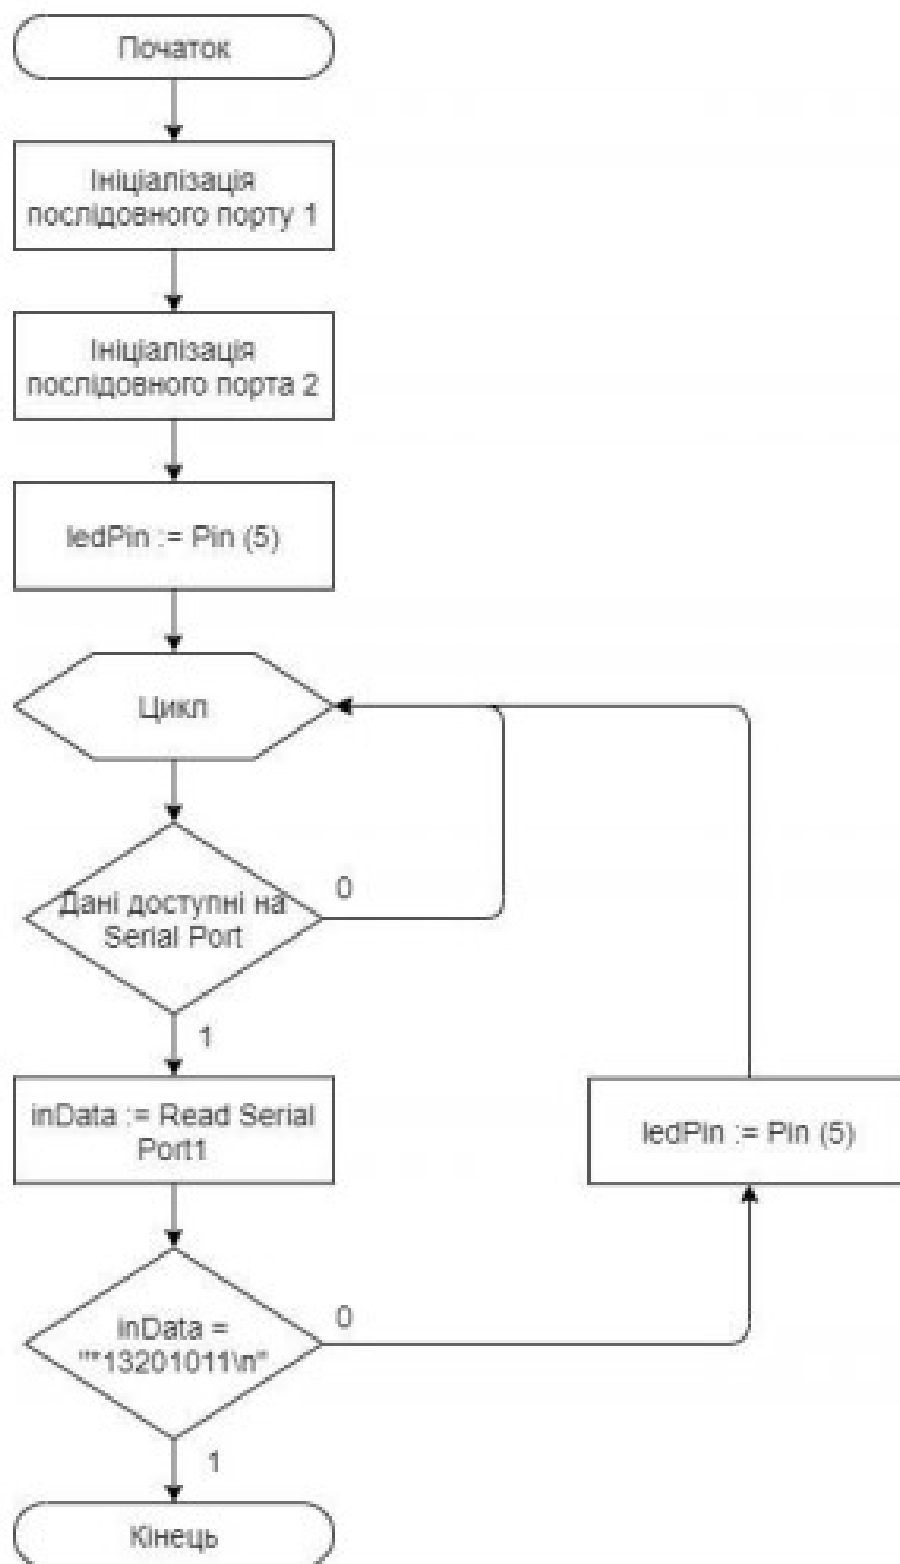 Початок
Ініціалізація
послідовного порту 1
Ініціалізація
послідовного порта 2
ledPin := Pin (5)
Цикл
Дані доступні на
Serial Port
0
1
inData := Read Serial
Port1
ledPin := Pin (5)
inData =
"*13201011\n"
0
1
Кінець